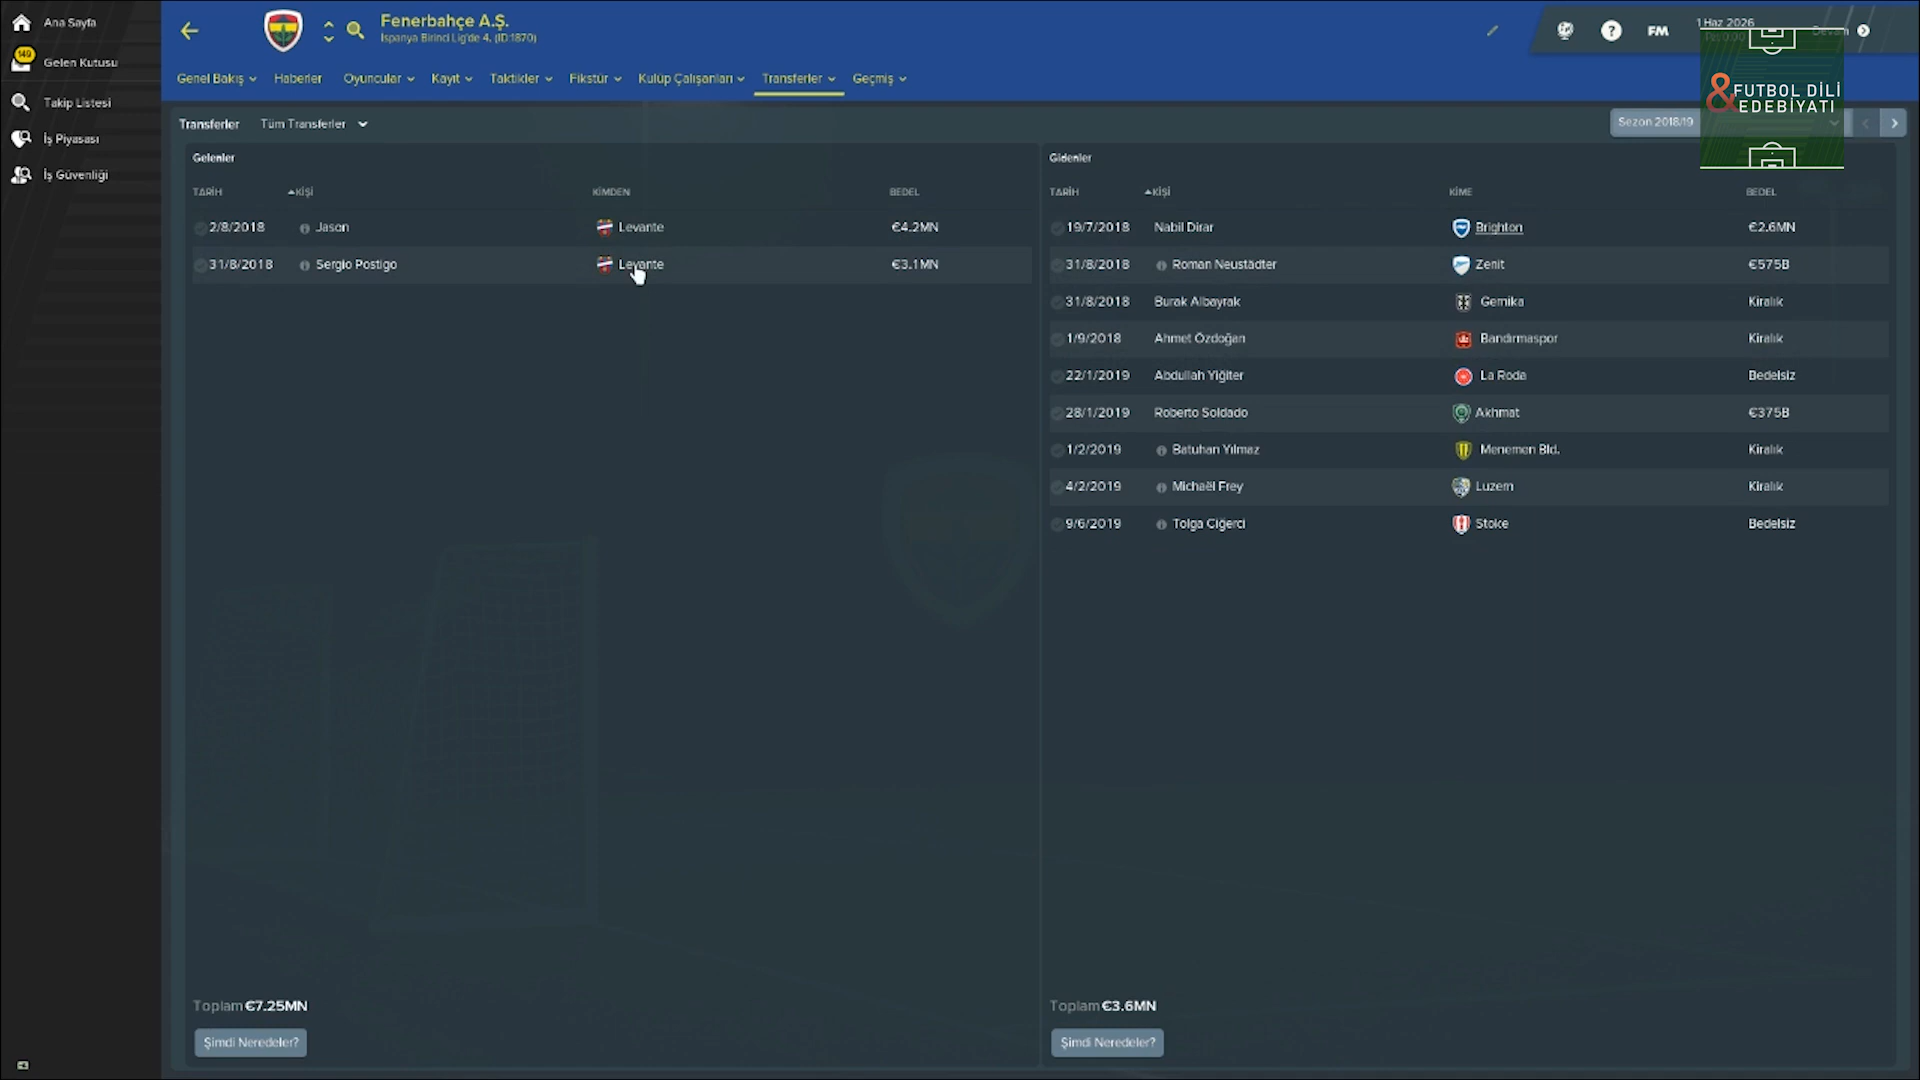 Ana Sayfa
149
Gelen Kutusu
Takip Listesi
İş Piyasası
İş Güvenliği
Fenerbahçe A.Ş.
İspanya Birinci Lig'de 4. (ID:1870)
FM
1 Haz 2026
Devam
Genel Bakış
Haberler
Oyuncular
Kayıt
Taktikler
Fikstür
Kulüp Çalışanları
Transferler
Geçmiş
& FUTBOL DİLİ
EDEBİYATI
Transferler
Tüm Transferler
Sezon 2018/19
Gelenler
TARİH KİŞİ KİMDEN BEDEL
2/8/2018 Jason Levante €4.2MN
31/8/2018 Sergio Postigo Levante €3.1MN
Toplam €7.25MN
Şimdi Neredeler?
Gidenler
TARİH KİŞİ KİME BEDEL
19/7/2018 Nabil Dirar Brighton €2.6MN
31/8/2018 Roman Neustädter Zenit €575B
31/8/2018 Burak Albayrak Gernika Kiralık
1/9/2018 Ahmet Özdoğan Bandırmaspor Kiralık
22/1/2019 Abdullah Yiğiter La Roda Bedelsiz
28/1/2019 Roberto Soldado Akhmat €375B
1/2/2019 Batuhan Yılmaz Menemen Bld. Kiralık
4/2/2019 Michaël Frey Luzern Kiralık
9/6/2019 Tolga Ciğerci Stoke Bedelsiz
Toplam €3.6MN
Şimdi Neredeler?